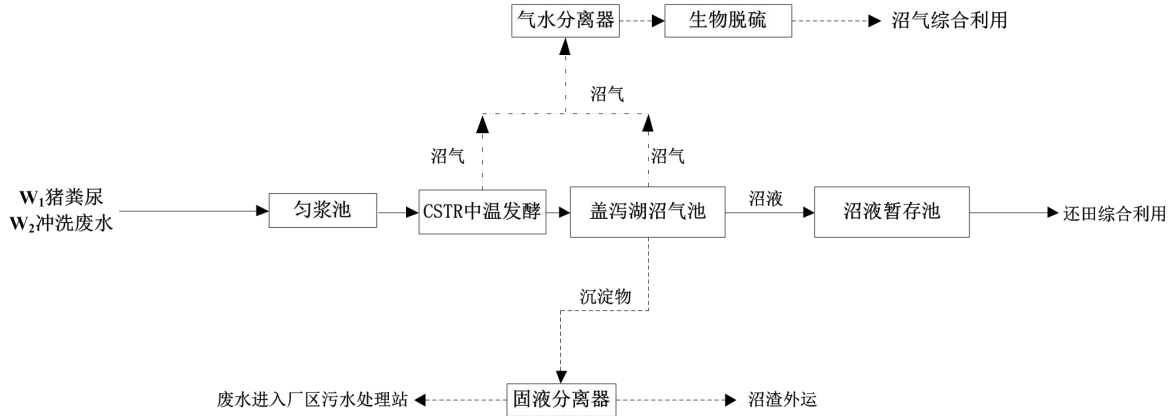 气水分离器
生物脱硫
沼气综合利用
沼气
沼气
沼气
W₁猪粪尿
W₂冲洗废水
匀浆池
CSTR中温发酵
盖泻湖沼气池
沼液
沼液暂存池
还田综合利用
沉淀物
废水进入厂区污水处理站
固液分离器
沼渣外运